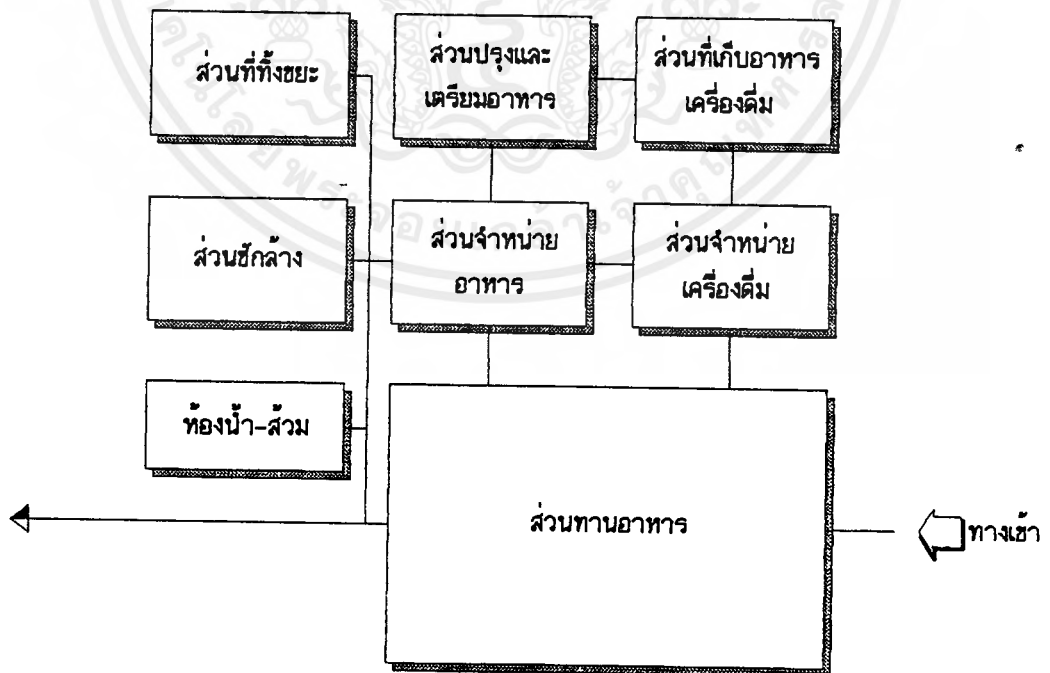 ส่วนที่ทิ้งขยะ
ส่วนปรุงและ
เตรียมอาหาร
ส่วนที่เก็บอาหาร
เครื่องดื่ม
ส่วนซักล้าง
ส่วนจำหน่าย
อาหาร
ส่วนจำหน่าย
เครื่องดื่ม
ห้องน้ำ-ส้วม
ส่วนทานอาหาร
ทางเข้า